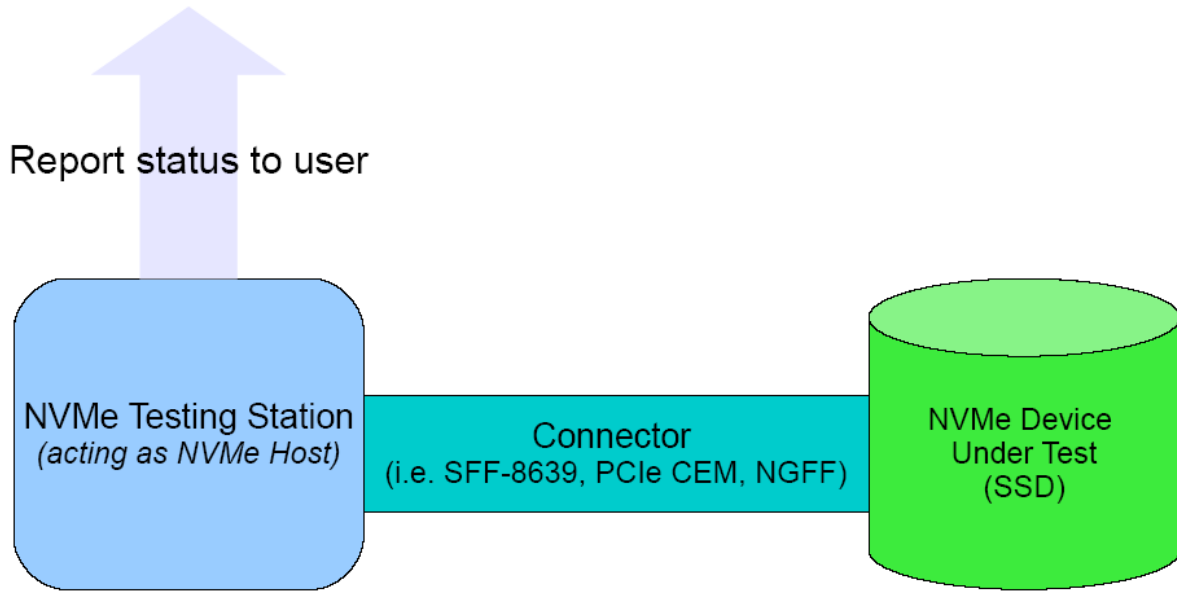 Report status to user
NVMe Testing Station
(acting as NVMe Host)
Connector
(i.e. SFF-8639, PCIe CEM, NGFF)
NVMe Device
Under Test
(SSD)